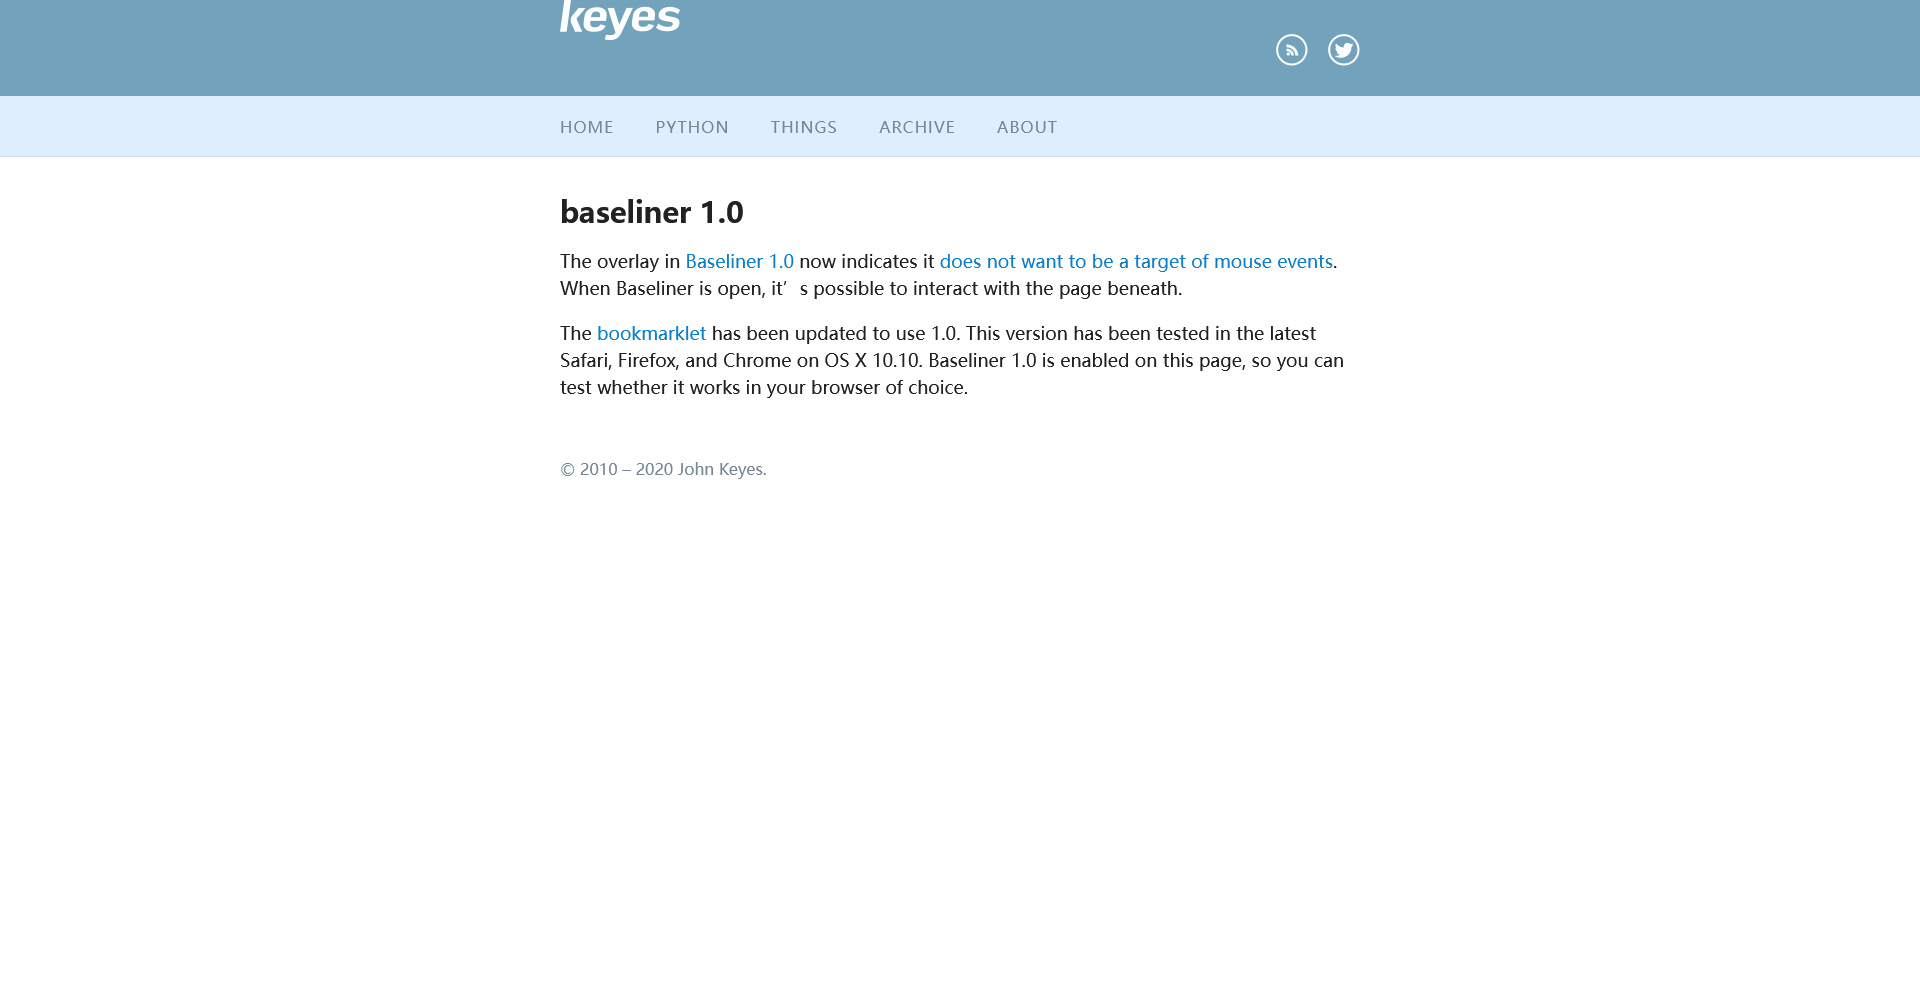 keyes
HOME PYTHON THINGS ARCHIVE ABOUT
baseliner 1.0
The overlay in Baseliner 1.0 now indicates it does not want to be a target of mouse events.
When Baseliner is open, it’s possible to interact with the page beneath.
The bookmarklet has been updated to use 1.0. This version has been tested in the latest
Safari, Firefox, and Chrome on OS X 10.10. Baseliner 1.0 is enabled on this page, so you can
test whether it works in your browser of choice.
© 2010 – 2020 John Keyes.